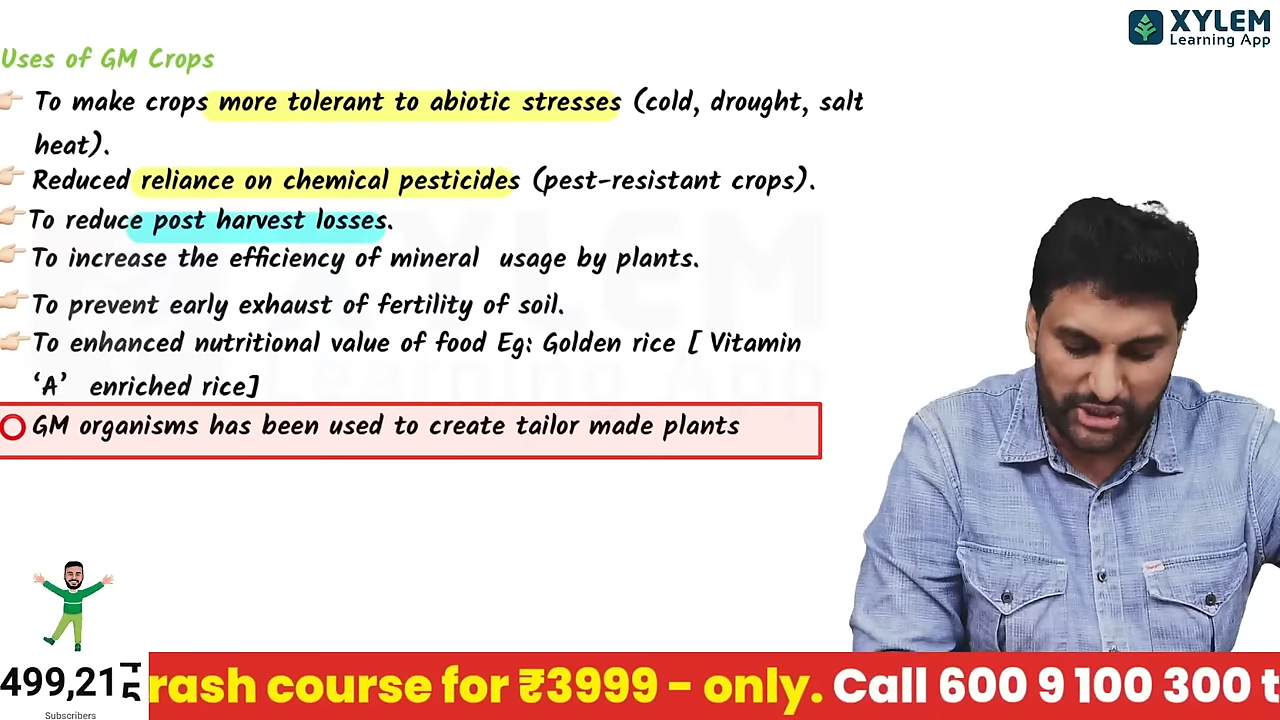 XYLEM
Learning App
Uses of GM Crops
To make crops more tolerant to abiotic stresses (cold, drought, salt
heat).
Reduced reliance on chemical pesticides (pest-resistant crops).
To reduce post harvest losses.
To increase the efficiency of mineral usage by plants.
To prevent early exhaust of fertility of soil.
To enhanced nutritional value of food Eg: Golden rice [ Vitamin
‘A’ enriched rice]
GM organisms has been used to create tailor made plants
499,21
Subscribers
rash course for ₹3999 - only. Call 600 9 100 300 t